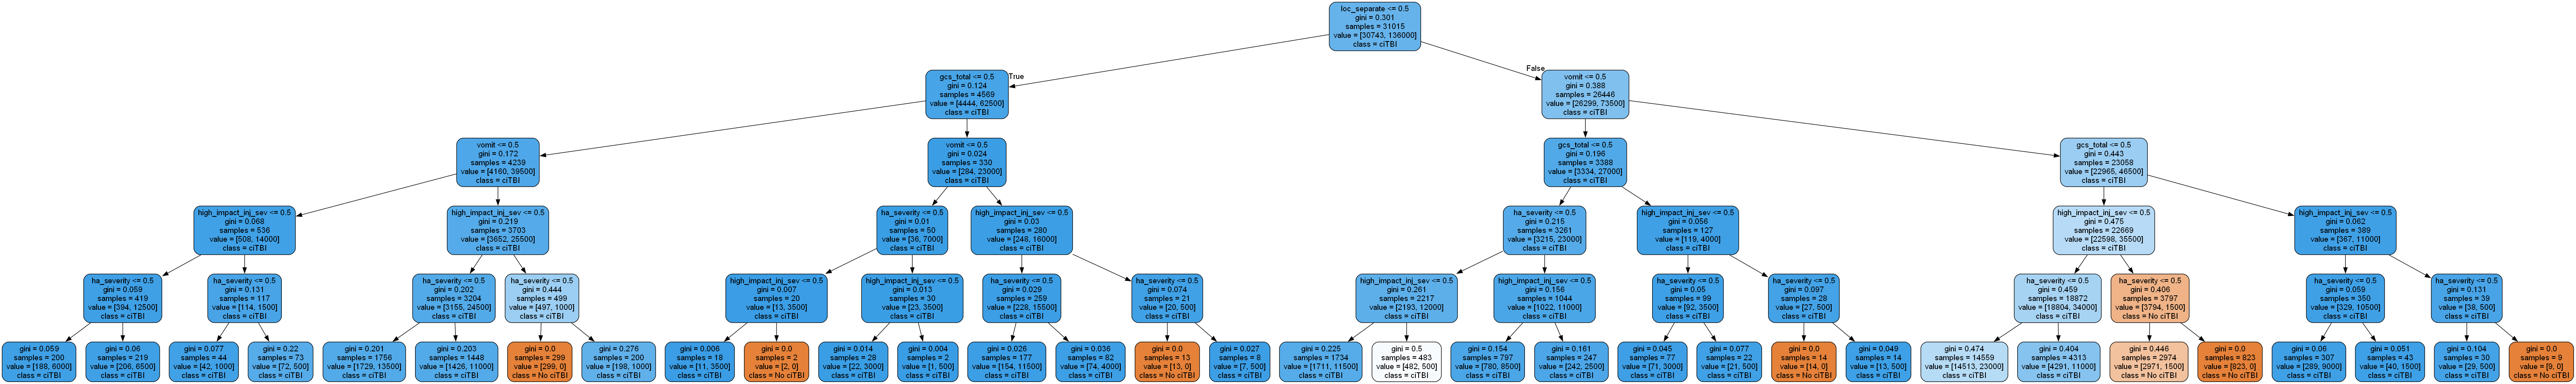 loc_separate <= 0.5
gini = 0.301
samples = 31015
value = [30743, 136000]
class = ciTBI
True
False
gcs_total <= 0.5
gini = 0.124
samples = 4569
value = [4444, 62500]
class = ciTBI
vomit <= 0.5
gini = 0.388
samples = 26446
value = [26299, 73500]
class = ciTBI
vomit <= 0.5
gini = 0.172
samples = 4239
value = [4160, 39500]
class = ciTBI
vomit <= 0.5
gini = 0.024
samples = 330
value = [284, 23000]
class = ciTBI
gcs_total <= 0.5
gini = 0.196
samples = 3388
value = [3334, 27000]
class = ciTBI
gcs_total <= 0.5
gini = 0.443
samples = 23058
value = [22965, 46500]
class = ciTBI
high_impact_inj_sev <= 0.5
gini = 0.068
samples = 536
value = [508, 14000]
class = ciTBI
high_impact_inj_sev <= 0.5
gini = 0.219
samples = 3703
value = [3652, 25500]
class = ciTBI
ha_severity <= 0.5
gini = 0.01
samples = 50
value = [36, 7000]
class = ciTBI
high_impact_inj_sev <= 0.5
gini = 0.03
samples = 280
value = [248, 16000]
class = ciTBI
ha_severity <= 0.5
gini = 0.215
samples = 3261
value = [3215, 23000]
class = ciTBI
high_impact_inj_sev <= 0.5
gini = 0.056
samples = 127
value = [119, 4000]
class = ciTBI
high_impact_inj_sev <= 0.5
gini = 0.475
samples = 22669
value = [22598, 35500]
class = ciTBI
high_impact_inj_sev <= 0.5
gini = 0.062
samples = 389
value = [367, 11000]
class = ciTBI
ha_severity <= 0.5
gini = 0.059
samples = 419
value = [394, 12500]
class = ciTBI
ha_severity <= 0.5
gini = 0.131
samples = 117
value = [114, 1500]
class = ciTBI
ha_severity <= 0.5
gini = 0.202
samples = 3204
value = [3155, 24500]
class = ciTBI
ha_severity <= 0.5
gini = 0.444
samples = 499
value = [497, 1000]
class = ciTBI
high_impact_inj_sev <= 0.5
gini = 0.007
samples = 20
value = [13, 3500]
class = ciTBI
high_impact_inj_sev <= 0.5
gini = 0.013
samples = 30
value = [23, 3500]
class = ciTBI
ha_severity <= 0.5
gini = 0.029
samples = 259
value = [228, 15500]
class = ciTBI
ha_severity <= 0.5
gini = 0.074
samples = 21
value = [20, 500]
class = ciTBI
high_impact_inj_sev <= 0.5
gini = 0.261
samples = 2217
value = [2193, 12000]
class = ciTBI
high_impact_inj_sev <= 0.5
gini = 0.156
samples = 1044
value = [1022, 11000]
class = ciTBI
ha_severity <= 0.5
gini = 0.05
samples = 99
value = [92, 3500]
class = ciTBI
ha_severity <= 0.5
gini = 0.097
samples = 28
value = [27, 500]
class = ciTBI
ha_severity <= 0.5
gini = 0.459
samples = 18872
value = [18804, 34000]
class = ciTBI
ha_severity <= 0.5
gini = 0.406
samples = 3797
value = [3794, 1500]
class = No ciTBI
ha_severity <= 0.5
gini = 0.059
samples = 350
value = [329, 10500]
class = ciTBI
ha_severity <= 0.5
gini = 0.131
samples = 39
value = [38, 500]
class = ciTBI
gini = 0.059
samples = 200
value = [188, 6000]
class = ciTBI
gini = 0.06
samples = 219
value = [206, 6500]
class = ciTBI
gini = 0.077
samples = 44
value = [42, 1000]
class = ciTBI
gini = 0.22
samples = 73
value = [72, 500]
class = ciTBI
gini = 0.201
samples = 1756
value = [1729, 13500]
class = ciTBI
gini = 0.203
samples = 1448
value = [1426, 11000]
class = ciTBI
gini = 0.0
samples = 299
value = [299, 0]
class = No ciTBI
gini = 0.276
samples = 200
value = [198, 1000]
class = ciTBI
gini = 0.006
samples = 18
value = [11, 3500]
class = ciTBI
gini = 0.0
samples = 2
value = [2, 0]
class = No ciTBI
gini = 0.014
samples = 28
value = [22, 3000]
class = ciTBI
gini = 0.004
samples = 2
value = [1, 500]
class = ciTBI
gini = 0.026
samples = 177
value = [154, 11500]
class = ciTBI
gini = 0.036
samples = 82
value = [74, 4000]
class = ciTBI
gini = 0.0
samples = 13
value = [13, 0]
class = No ciTBI
gini = 0.027
samples = 8
value = [7, 500]
class = ciTBI
gini = 0.225
samples = 1734
value = [1711, 11500]
class = ciTBI
gini = 0.5
samples = 483
value = [482, 500]
class = ciTBI
gini = 0.154
samples = 797
value = [780, 8500]
class = ciTBI
gini = 0.161
samples = 247
value = [242, 2500]
class = ciTBI
gini = 0.045
samples = 77
value = [71, 3000]
class = ciTBI
gini = 0.077
samples = 22
value = [21, 500]
class = ciTBI
gini = 0.0
samples = 14
value = [14, 0]
class = No ciTBI
gini = 0.049
samples = 14
value = [13, 500]
class = ciTBI
gini = 0.474
samples = 14559
value = [14513, 23000]
class = ciTBI
gini = 0.404
samples = 4313
value = [4291, 11000]
class = ciTBI
gini = 0.446
samples = 2974
value = [2971, 1500]
class = No ciTBI
gini = 0.0
samples = 823
value = [823, 0]
class = No ciTBI
gini = 0.06
samples = 307
value = [289, 9000]
class = ciTBI
gini = 0.051
samples = 43
value = [40, 1500]
class = ciTBI
gini = 0.104
samples = 30
value = [29, 500]
class = ciTBI
gini = 0.0
samples = 9
value = [9, 0]
class = No ciTBI